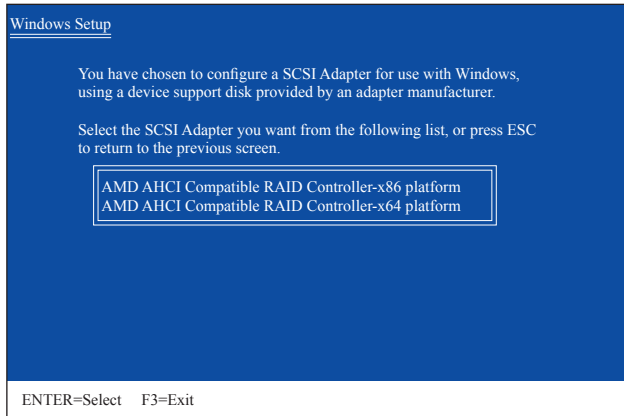 Windows Setup
You have chosen to configure a SCSI Adapter for use with Windows,
using a device support disk provided by an adapter manufacturer.
Select the SCSI Adapter you want from the following list, or press ESC
to return to the previous screen.
AMD AHCI Compatible RAID Controller-x86 platform
AMD AHCI Compatible RAID Controller-x64 platform
ENTER=Select F3=Exit